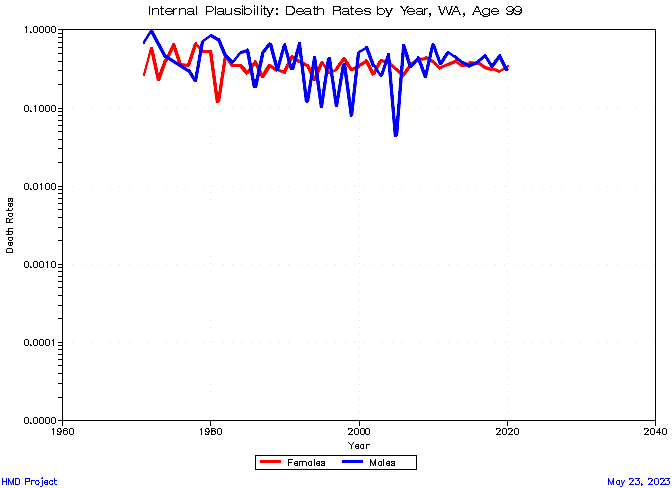 Internal Plausibility: Death Rates by Year, WA, Age 99
1.0000
0.1000
0.0100
0.0010
0.0001
0.0000
Death Rates
1960
1980
2000
2020
2040
Year
Females
Males
HMD Project
May 23, 2023